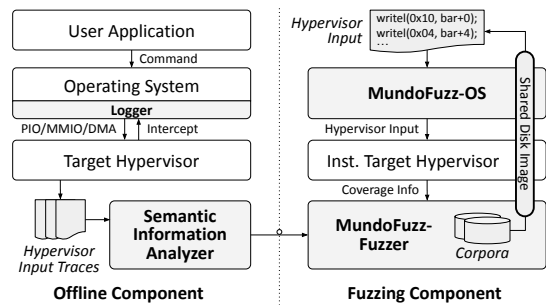 User Application
Command
Operating System
Logger
PIO/MMIO/DMA
Intercept
Target Hypervisor
Hypervisor
Input Traces
Semantic
Information
Analyzer
Offline Component
Hypervisor
Input
writel(0x10, bar+0);
writel(0x04, bar+4);
...
MundoFuzz-OS
Hypervisor Input
Inst. Target Hypervisor
Coverage Info
MundoFuzz-
Fuzzer
Corpora
Shared Disk Image
Fuzzing Component